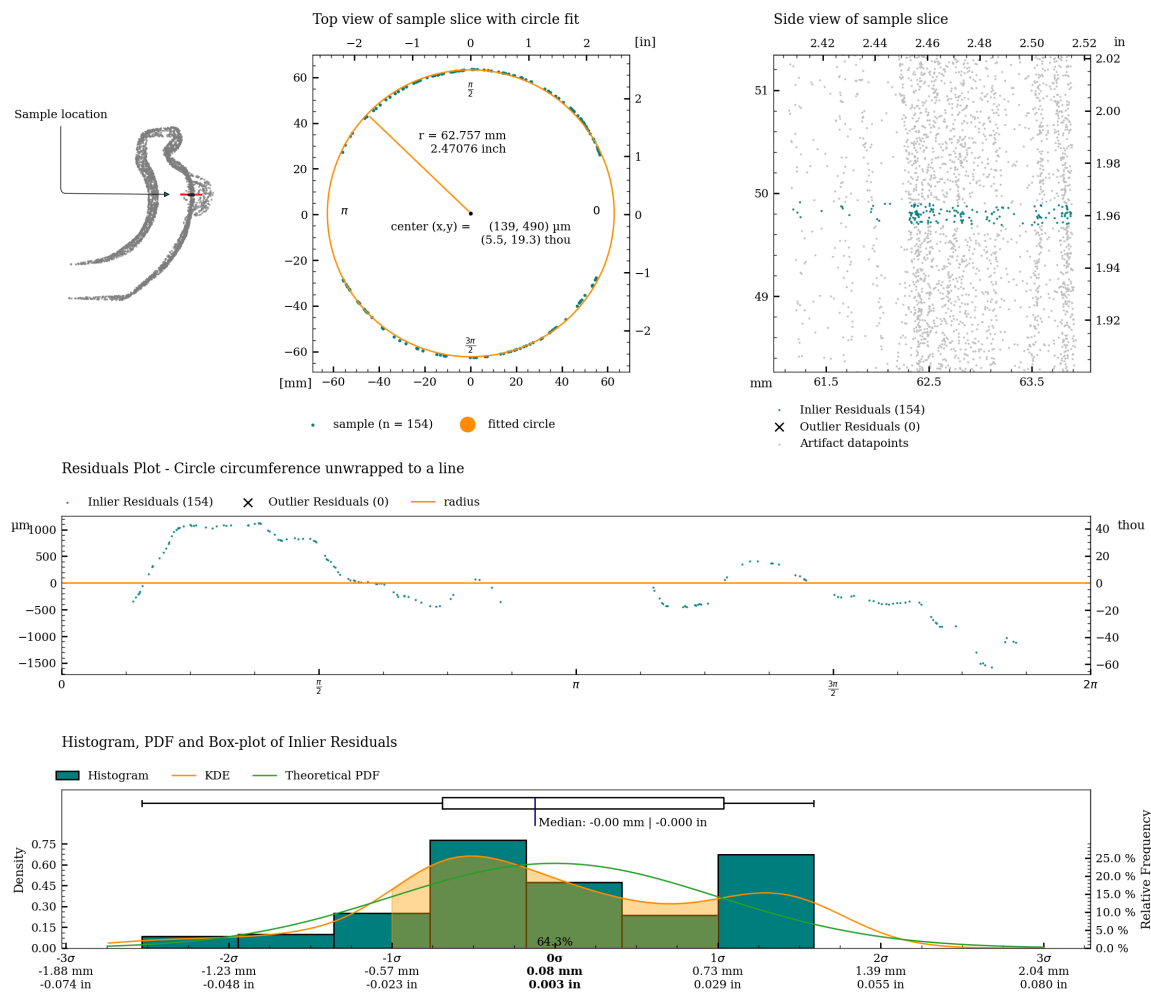 Top view of sample slice with circle fit
Side view of sample slice
−2 −1 0 1 2 [in]
2.42 2.44 2.46 2.48 2.50 2.52 in
Sample location
60
40
20
0
−20
−40
−60
π/2
π
0
3π/2
r = 62.757 mm
2.47076 inch
center (x,y) = (139, 490) µm
(5.5, 19.3) thou
2
1
0
−1
−2
[mm] −60 −40 −20 0 20 40 60
51
50
49
2.02
2.00
1.98
1.96
1.94
1.92
mm 61.5 62.5 63.5
sample (n = 154) fitted circle
Inlier Residuals (154)
Outlier Residuals (0)
Artifact datapoints
Residuals Plot - Circle circumference unwrapped to a line
Inlier Residuals (154) Outlier Residuals (0) radius
µm
1000
500
0
−500
−1000
−1500
thou
40
20
0
−20
−40
−60
0 π/2 π 3π/2 2π
Histogram, PDF and Box-plot of Inlier Residuals
Histogram KDE Theoretical PDF
Median: -0.00 mm | -0.000 in
Density
0.75
0.60
0.45
0.30
0.15
0.00
64.3%
Relative Frequency
25.0 %
20.0 %
15.0 %
10.0 %
5.0 %
0.0 %
-3σ -2σ -1σ 0σ 1σ 2σ 3σ
-1.88 mm -1.23 mm -0.57 mm 0.08 mm 0.73 mm 1.39 mm 2.04 mm
-0.074 in -0.048 in -0.023 in 0.003 in 0.029 in 0.055 in 0.080 in